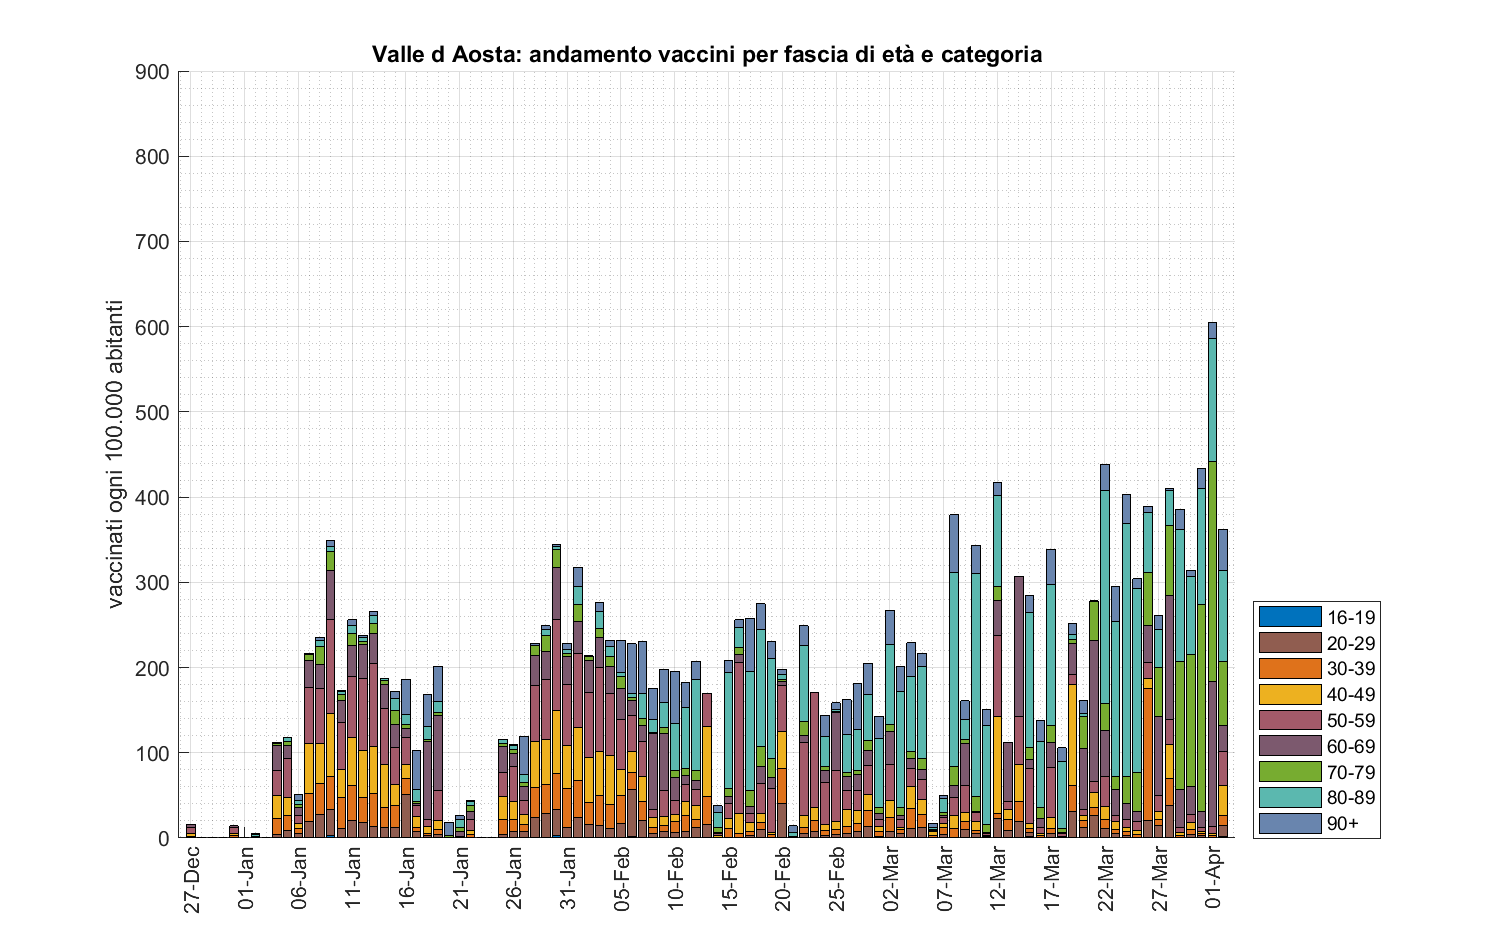 Valle d Aosta: andamento vaccini per fascia di età e categoria
vaccinati ogni 100.000 abitanti
900
800
700
600
500
400
300
200
100
0
27-Dec
01-Jan
06-Jan
11-Jan
16-Jan
21-Jan
26-Jan
31-Jan
05-Feb
10-Feb
15-Feb
20-Feb
25-Feb
02-Mar
07-Mar
12-Mar
17-Mar
22-Mar
27-Mar
01-Apr
16-19
20-29
30-39
40-49
50-59
60-69
70-79
80-89
90+